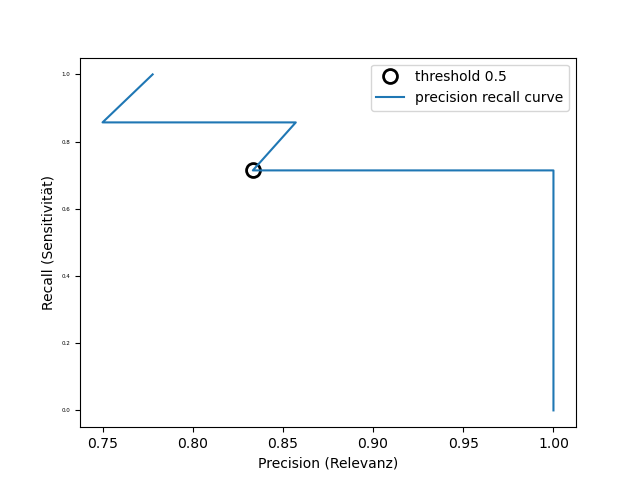 threshold 0.5
precision recall curve
1.0
0.8
0.6
0.4
0.2
0.0
Recall (Sensitivität)
0.75 0.80 0.85 0.90 0.95 1.00
Precision (Relevanz)